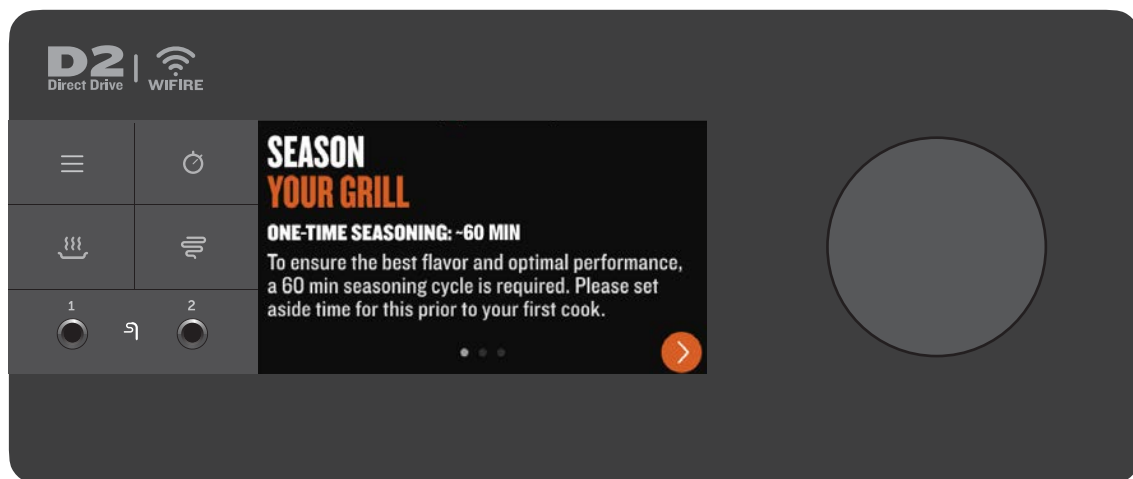 D2
Direct Drive
WIFIRE
SEASON
YOUR GRILL
ONE-TIME SEASONING: ~60 MIN
To ensure the best flavor and optimal performance,
a 60 min seasoning cycle is required. Please set
aside time for this prior to your first cook.
1
2